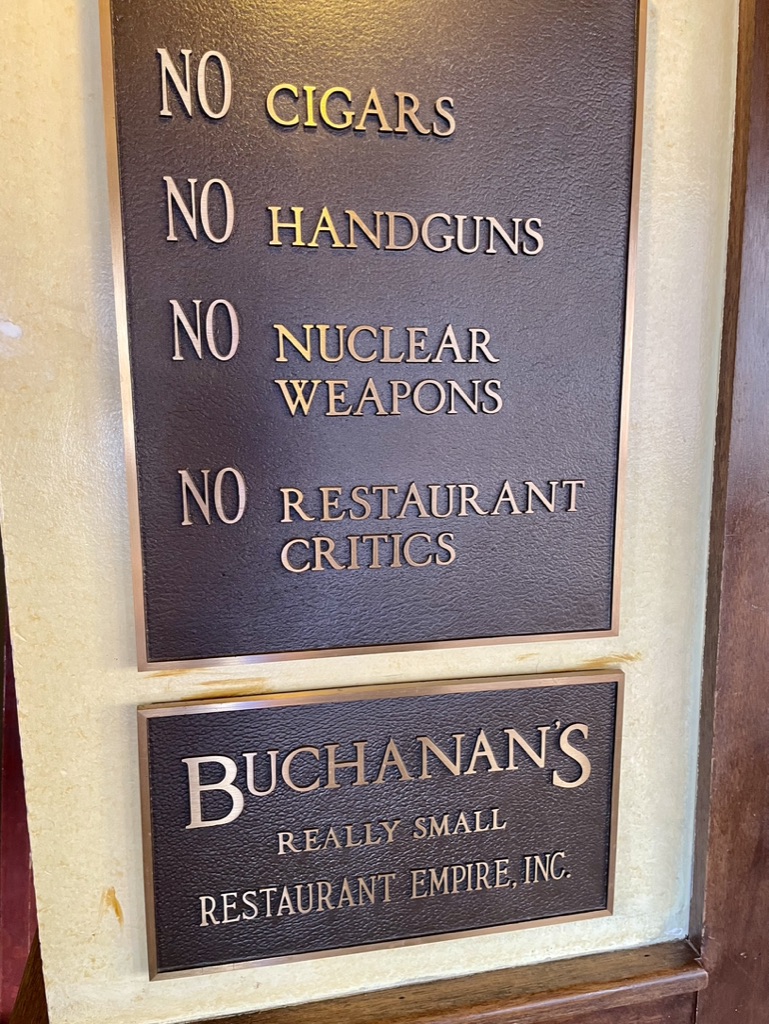 NO CIGARS
NO HANDGUNS
NO NUCLEAR
WEAPONS
NO RESTAURANT
CRITICS
BUCHANAN'S
REALLY SMALL
RESTAURANT EMPIRE, INC.